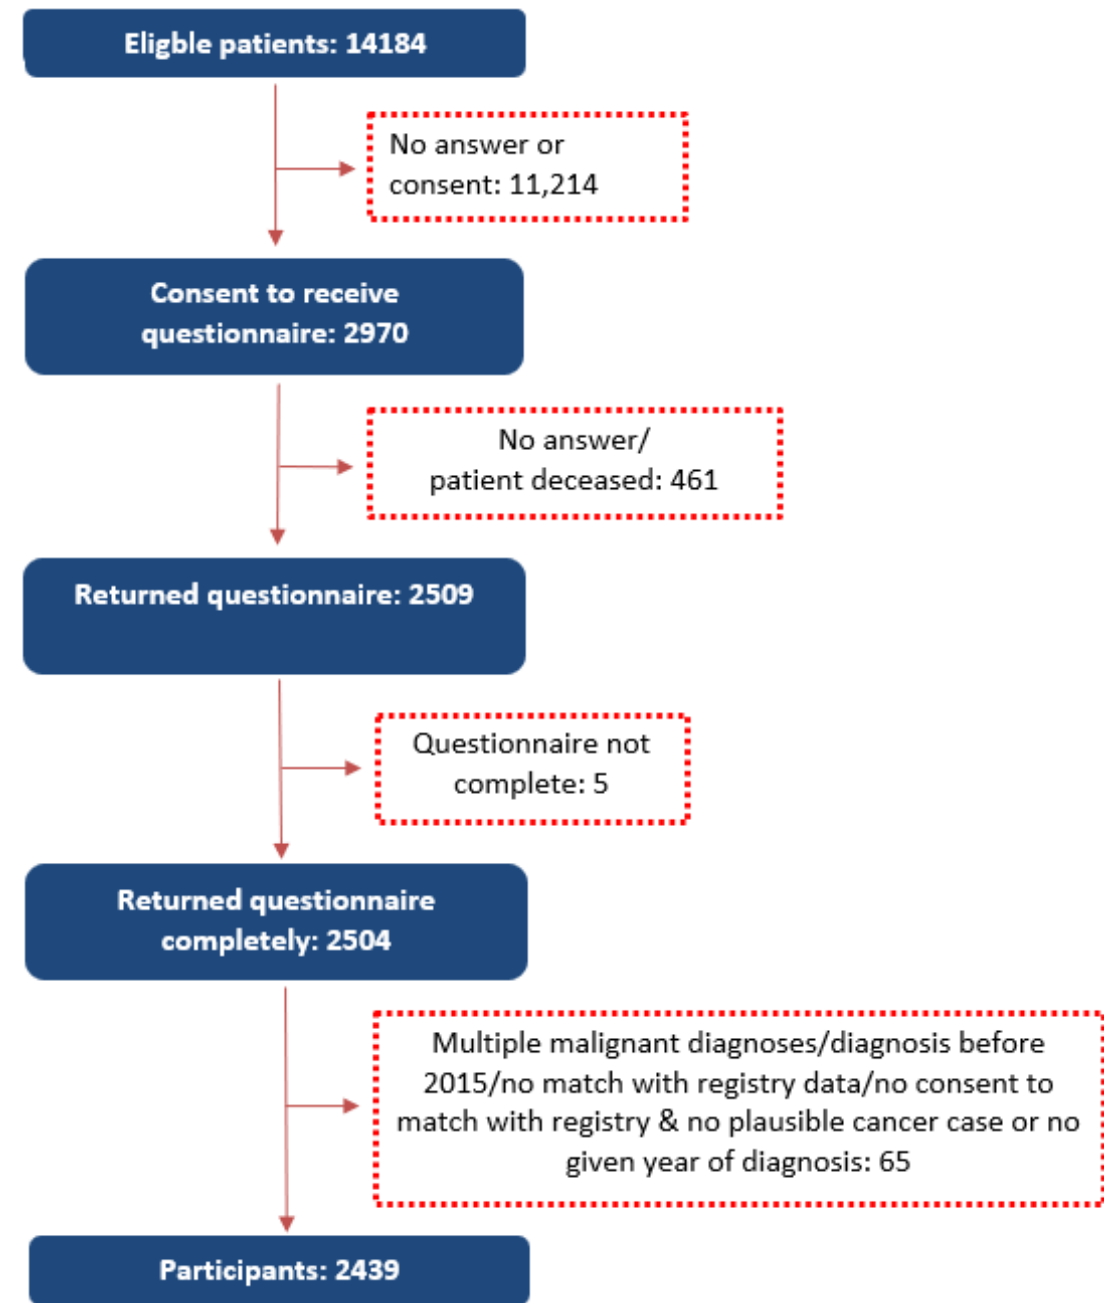 Eligble patients: 14184
No answer or
consent: 11,214
Consent to receive
questionnaire: 2970
No answer/
patient deceased: 461
Returned questionnaire: 2509
Questionnaire not
complete: 5
Returned questionnaire
completely: 2504
Multiple malignant diagnoses/diagnosis before
2015/no match with registry data/no consent to
match with registry & no plausible cancer case or no
given year of diagnosis: 65
Participants: 2439